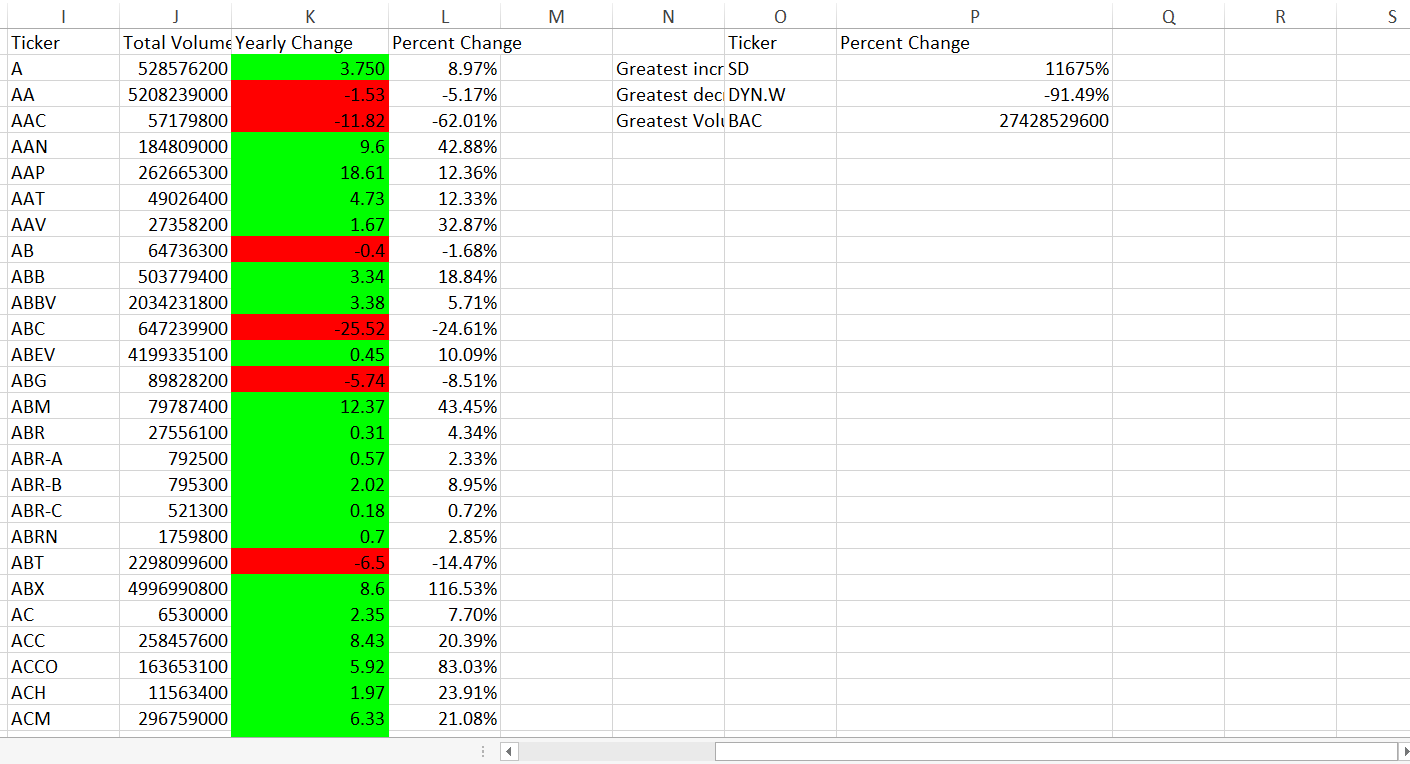 I J K L M N O P Q R S
Ticker Total Volume Yearly Change Percent Change Ticker Percent Change
A 528576200 3.750 8.97% Greatest incr SD 11675%
AA 5208239000 -1.53 -5.17% Greatest dec DYN.W -91.49%
AAC 57179800 -11.82 -62.01% Greatest Volu BAC 27428529600
AAN 184809000 9.6 42.88%
AAP 262665300 18.61 12.36%
AAT 49026400 4.73 12.33%
AAV 27358200 1.67 32.87%
AB 64736300 -0.4 -1.68%
ABB 503779400 3.34 18.84%
ABBV 2034231800 3.38 5.71%
ABC 647239900 -25.52 -24.61%
ABEV 4199335100 0.45 10.09%
ABG 89828200 -5.74 -8.51%
ABM 79787400 12.37 43.45%
ABR 27556100 0.31 4.34%
ABR-A 792500 0.57 2.33%
ABR-B 795300 2.02 8.95%
ABR-C 521300 0.18 0.72%
ABRN 1759800 0.7 2.85%
ABT 2298099600 -6.5 -14.47%
ABX 4996990800 8.6 116.53%
AC 6530000 2.35 7.70%
ACC 258457600 8.43 20.39%
ACCO 163653100 5.92 83.03%
ACH 11563400 1.97 23.91%
ACM 296759000 6.33 21.08%